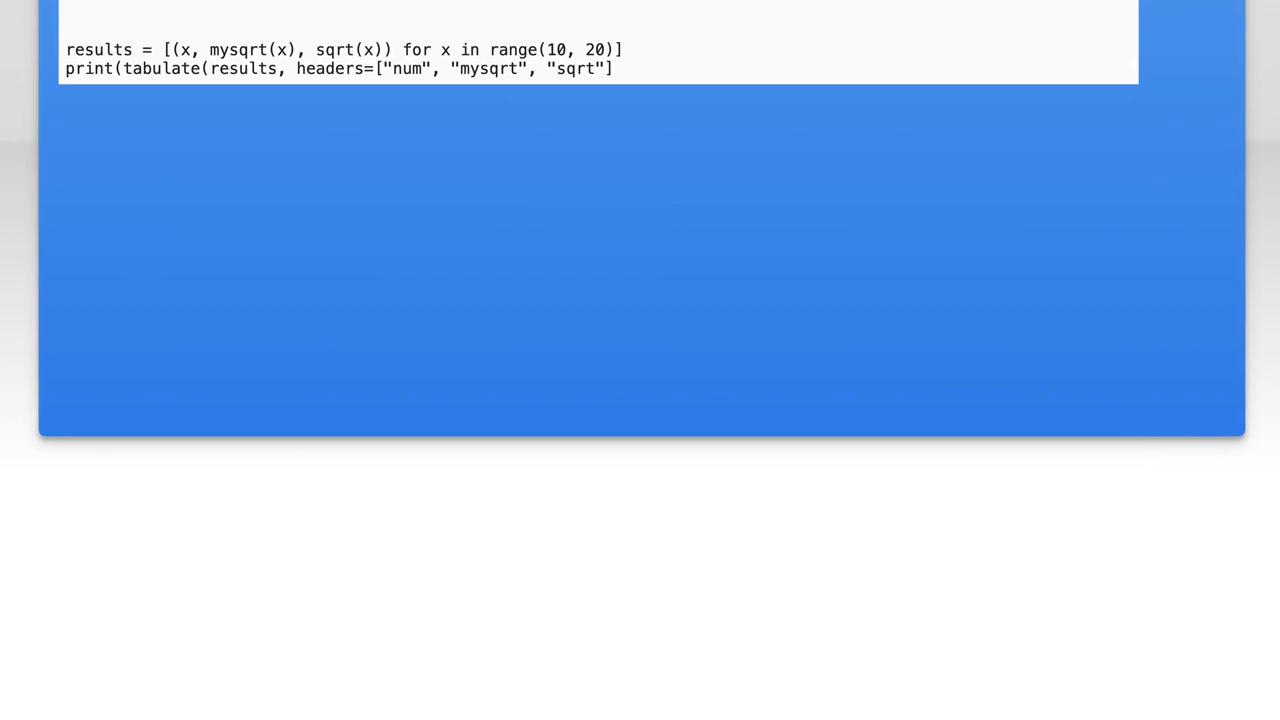 results = [(x, mysqrt(x), sqrt(x)) for x in range(10, 20)]
print(tabulate(results, headers=["num", "mysqrt", "sqrt"]